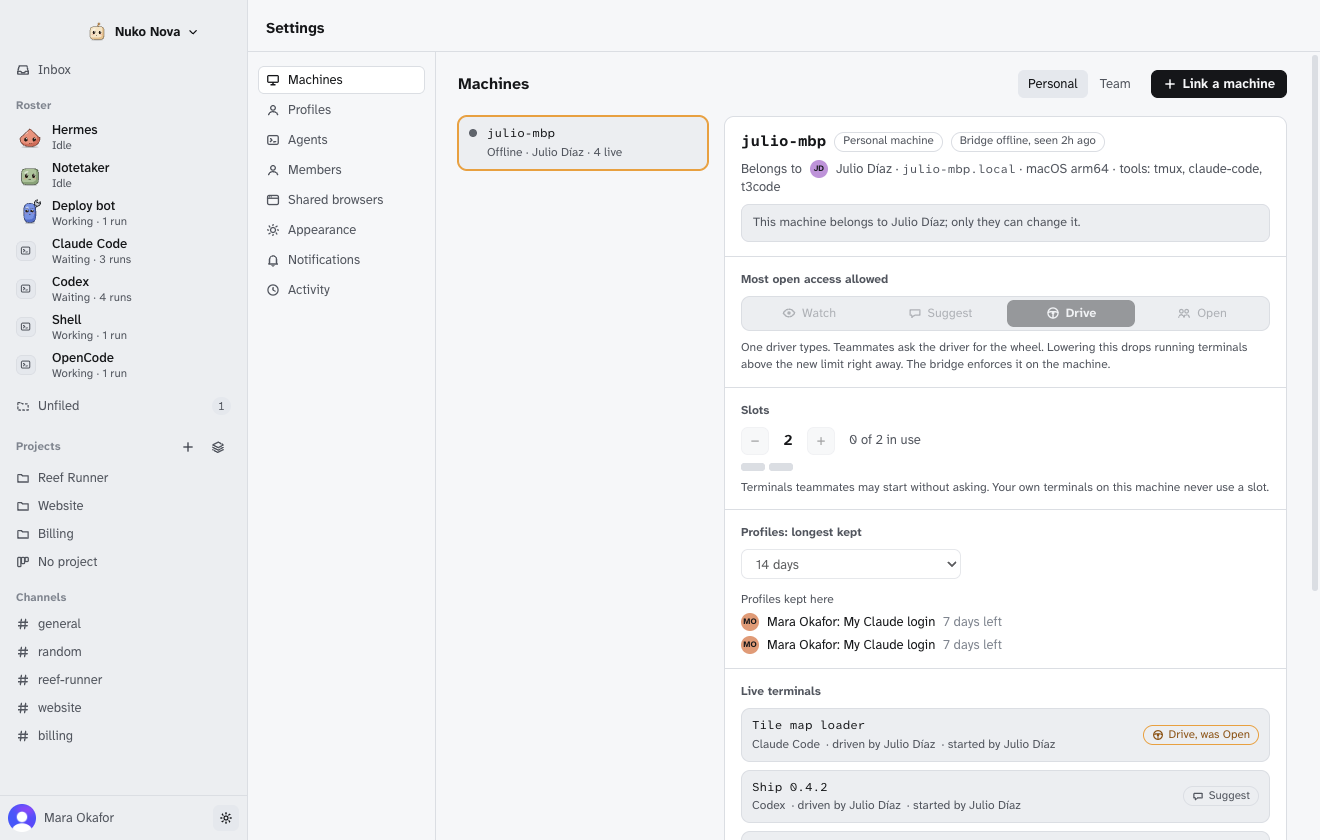 Nuko Nova
Inbox
Roster
Hermes
Idle
Notetaker
Idle
Deploy bot
Working · 1 run
Claude Code
Waiting · 3 runs
Codex
Waiting · 4 runs
Shell
Working · 1 run
OpenCode
Working · 1 run
Unfiled 1
Projects
Reef Runner
Website
Billing
No project
Channels
# general
# random
# reef-runner
# website
# billing
Mara Okafor
Settings
Machines
Profiles
Agents
Members
Shared browsers
Appearance
Notifications
Activity
Machines
Personal Team + Link a machine
julio-mbp
Offline · Julio Díaz · 4 live
julio-mbp Personal machine Bridge offline, seen 2h ago
Belongs to JD Julio Díaz · julio-mbp.local · macOS arm64 · tools: tmux, claude-code,
t3code
This machine belongs to Julio Díaz; only they can change it.
Most open access allowed
Watch Suggest Drive Open
One driver types. Teammates ask the driver for the wheel. Lowering this drops running terminals
above the new limit right away. The bridge enforces it on the machine.
Slots
− 2 + 0 of 2 in use
Terminals teammates may start without asking. Your own terminals on this machine never use a slot.
Profiles: longest kept
14 days
Profiles kept here
MO Mara Okafor: My Claude login 7 days left
MO Mara Okafor: My Claude login 7 days left
Live terminals
Tile map loader
Claude Code · driven by Julio Díaz · started by Julio Díaz
Drive, was Open
Ship 0.4.2
Codex · driven by Julio Díaz · started by Julio Díaz
Suggest